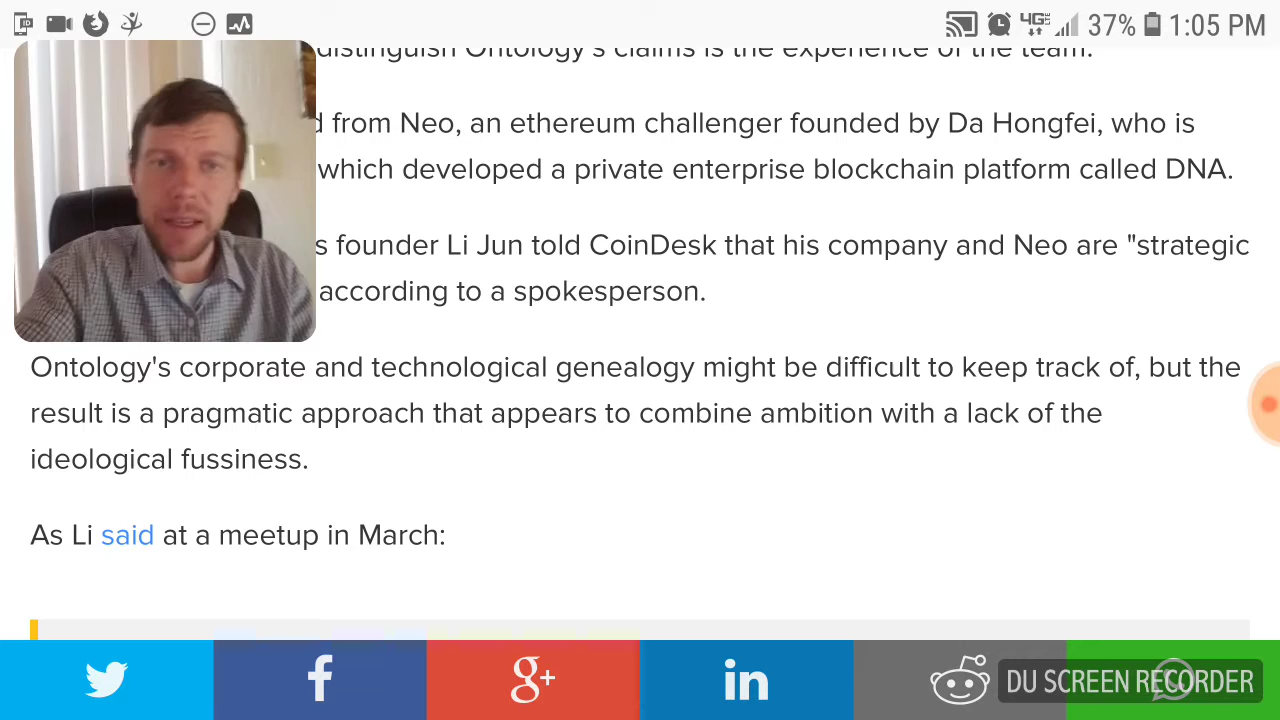 37% 1:05 PM
distinguish Ontology's claims is the experience of the team.
from Neo, an ethereum challenger founded by Da Hongfei, who is
which developed a private enterprise blockchain platform called DNA.
s founder Li Jun told CoinDesk that his company and Neo are "strategic
according to a spokesperson.
Ontology's corporate and technological genealogy might be difficult to keep track of, but the
result is a pragmatic approach that appears to combine ambition with a lack of the
ideological fussiness.
As Li said at a meetup in March:
DU SCREEN RECORDER